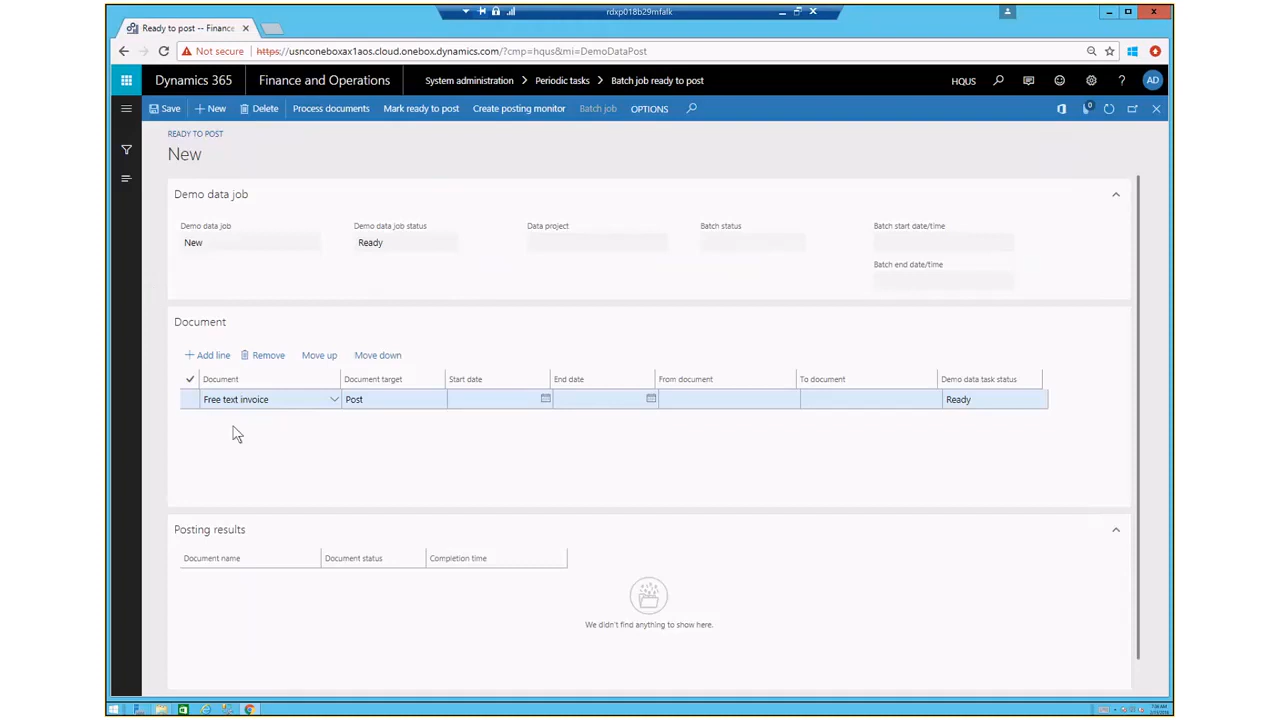 rdxp018b29mfalk
Ready to post -- Finance
Not secure https://usnconeboxax1aos.cloud.onebox.dynamics.com/?cmp=hqus&mi=DemoDataPost
Dynamics 365 Finance and Operations System administration Periodic tasks Batch job ready to post HQUS ? AD
Save + New Delete Process documents Mark ready to post Create posting monitor Batch job OPTIONS 0
READY TO POST
New
Demo data job
Demo data job Demo data job status Data project Batch status Batch start date/time
New Ready
Batch end date/time
Document
+ Add line Remove Move up Move down
Document Document target Start date End date From document To document Demo data task status
Free text invoice Post Ready
Posting results
Document name Document status Completion time
We didn't find anything to show here.